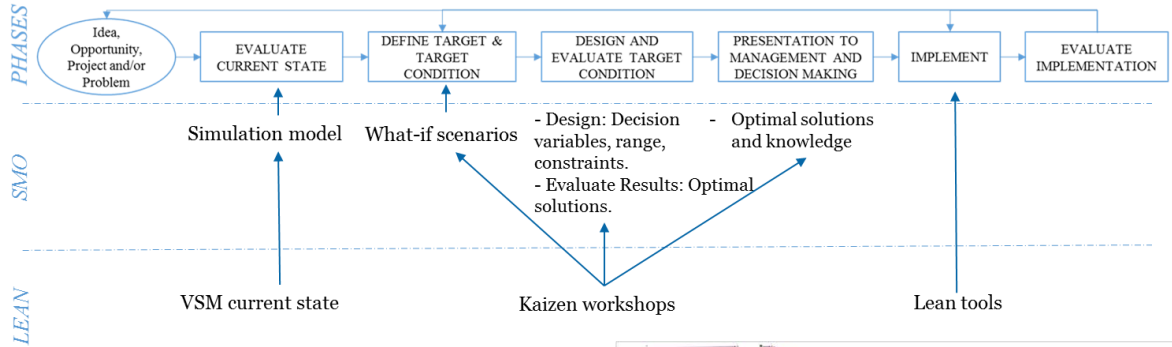 PHASES
Idea,
Opportunity,
Project and/or
Problem
EVALUATE
CURRENT STATE
DEFINE TARGET &
TARGET
CONDITION
DESIGN AND
EVALUATE TARGET
CONDITION
PRESENTATION TO
MANAGEMENT AND
DECISION MAKING
IMPLEMENT
EVALUATE
IMPLEMENTATION
SMO
Simulation model
What-if scenarios
- Design: Decision
variables, range,
constraints.
- Evaluate Results: Optimal
solutions.
- Optimal solutions
and knowledge
LEAN
VSM current state
Kaizen workshops
Lean tools